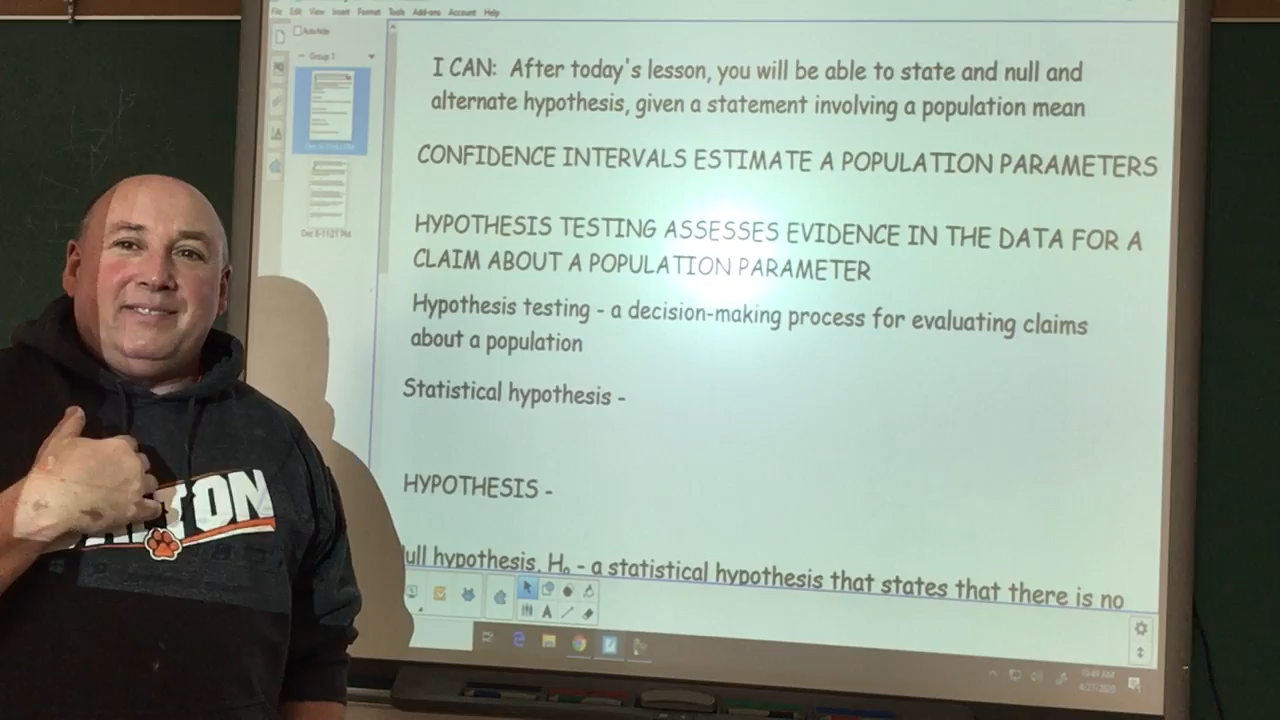 File Edit View Insert Format Tools Add-ons Account Help
Auto-hide
Group 1
I CAN: After today's lesson, you will be able to state and null and
alternate hypothesis, given a statement involving a population mean
CONFIDENCE INTERVALS ESTIMATE A POPULATION PARAMETERS
HYPOTHESIS TESTING ASSESSES EVIDENCE IN THE DATA FOR A
CLAIM ABOUT A POPULATION PARAMETER
Hypothesis testing - a decision-making process for evaluating claims
about a population
Statistical hypothesis -
HYPOTHESIS -
ull hypothesis, H₀ - a statistical hypothesis that states that there is no
TON